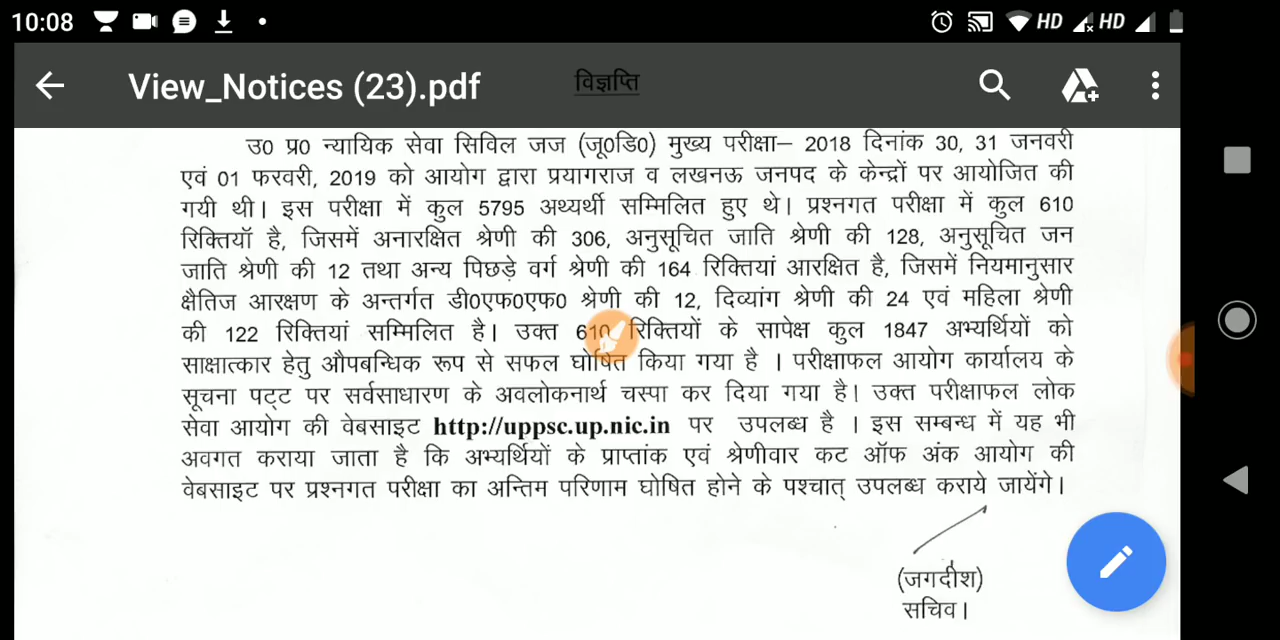 10:08 HD HD
View_Notices (23).pdf
विज्ञप्ति
उ0 प्र0 न्यायिक सेवा सिविल जज (जू0डि0) मुख्य परीक्षा– 2018 दिनांक 30, 31 जनवरी
एवं 01 फरवरी, 2019 को आयोग द्वारा प्रयागराज व लखनऊ जनपद के केन्द्रों पर आयोजित की
गयी थी। इस परीक्षा में कुल 5795 अथ्यर्थी सम्मिलित हुए थे। प्रश्नगत परीक्षा में कुल 610
रिक्तियॉ है, जिसमें अनारक्षित श्रेणी की 306, अनुसूचित जाति श्रेणी की 128, अनुसूचित जन
जाति श्रेणी की 12 तथा अन्य पिछड़े वर्ग श्रेणी की 164 रिक्तियां आरक्षित है, जिसमें नियमानुसार
क्षैतिज आरक्षण के अन्तर्गत डी0एफ0एफ0 श्रेणी की 12, दिव्यांग श्रेणी की 24 एवं महिला श्रेणी
की 122 रिक्तियां सम्मिलित है। उक्त 610 रिक्तियों के सापेक्ष कुल 1847 अभ्यर्थियों को
साक्षात्कार हेतु औपबन्धिक रूप से सफल घोषित किया गया है । परीक्षाफल आयोग कार्यालय के
सूचना पट्ट पर सर्वसाधारण के अवलोकनार्थ चस्पा कर दिया गया है। उक्त परीक्षाफल लोक
सेवा आयोग की वेबसाइट http://uppsc.up.nic.in पर उपलब्ध है । इस सम्बन्ध में यह भी
अवगत कराया जाता है कि अभ्यर्थियों के प्राप्तांक एवं श्रेणीवार कट ऑफ अंक आयोग की
वेबसाइट पर प्रश्नगत परीक्षा का अन्तिम परिणाम घोषित होने के पश्चात् उपलब्ध कराये जायेंगे।
(जगदीश)
सचिव।